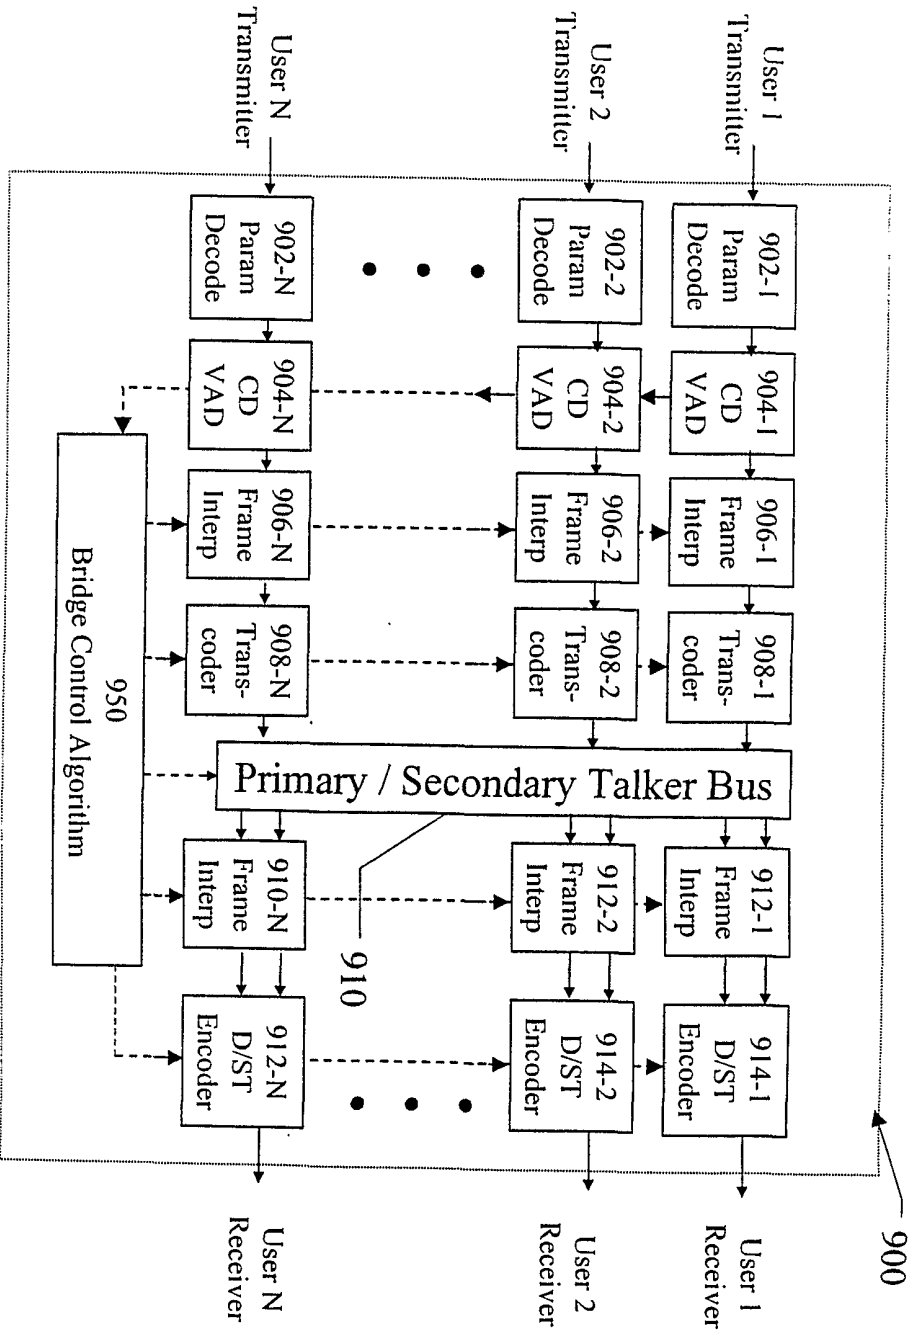 900
User 1
Transmitter
902-1
Param
Decode
904-1
CD
VAD
906-1
Frame
Interp
908-1
Trans-
coder
912-1
Frame
Interp
914-1
D/ST
Encoder
User 1
Receiver
User 2
Transmitter
902-2
Param
Decode
904-2
CD
VAD
906-2
Frame
Interp
908-2
Trans-
coder
Primary / Secondary Talker Bus
912-2
Frame
Interp
914-2
D/ST
Encoder
User 2
Receiver
910
User N
Transmitter
902-N
Param
Decode
904-N
CD
VAD
906-N
Frame
Interp
908-N
Trans-
coder
910-N
Frame
Interp
912-N
D/ST
Encoder
User N
Receiver
950
Bridge Control Algorithm